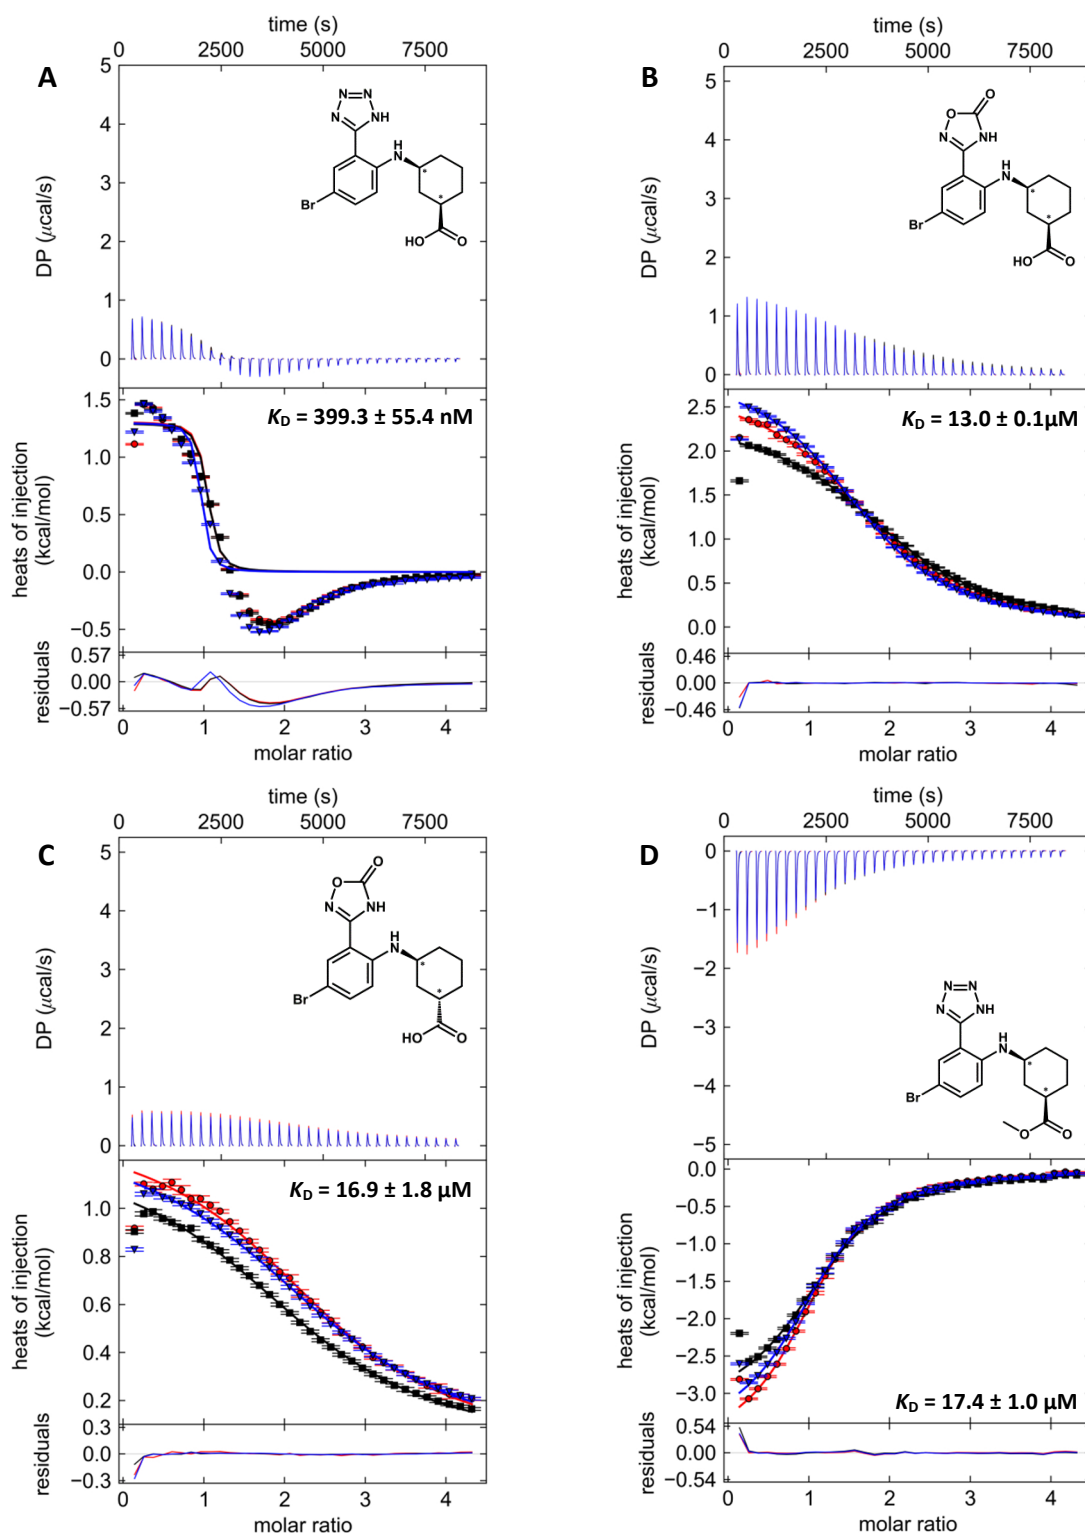 time (s)
0 2500 5000 7500
A
5
4
3
2
1
0
DP (μcal/s)
N N
N NH
H
N
*
*
Br
HO O
1.5
1.0
0.5
0.0
−0.5
heats of injection
(kcal/mol)
KD = 399.3 ± 55.4 nM
0.57
0.00
−0.57
residuals
0 1 2 3 4
molar ratio
time (s)
0 2500 5000 7500
B
5
4
3
2
1
0
DP (μcal/s)
O
O
N NH
H
N
*
*
Br
HO O
2.5
2.0
1.5
1.0
0.5
0.0
heats of injection
(kcal/mol)
KD = 13.0 ± 0.1μM
0.46
0.00
−0.46
residuals
0 1 2 3 4
molar ratio
time (s)
0 2500 5000 7500
C
5
4
3
2
1
0
DP (μcal/s)
O
O
N NH
H
N
*
*
Br
HO O
1.0
0.8
0.6
0.4
0.2
heats of injection
(kcal/mol)
KD = 16.9 ± 1.8 μM
0.3
0.0
−0.3
residuals
0 1 2 3 4
molar ratio
time (s)
0 2500 5000 7500
D
0
−1
−2
−3
−4
−5
DP (μcal/s)
N N
N NH
H
N
*
*
Br
O O
0.0
−0.5
−1.0
−1.5
−2.0
−2.5
−3.0
heats of injection
(kcal/mol)
KD = 17.4 ± 1.0 μM
0.54
0.00
−0.54
residuals
0 1 2 3 4
molar ratio